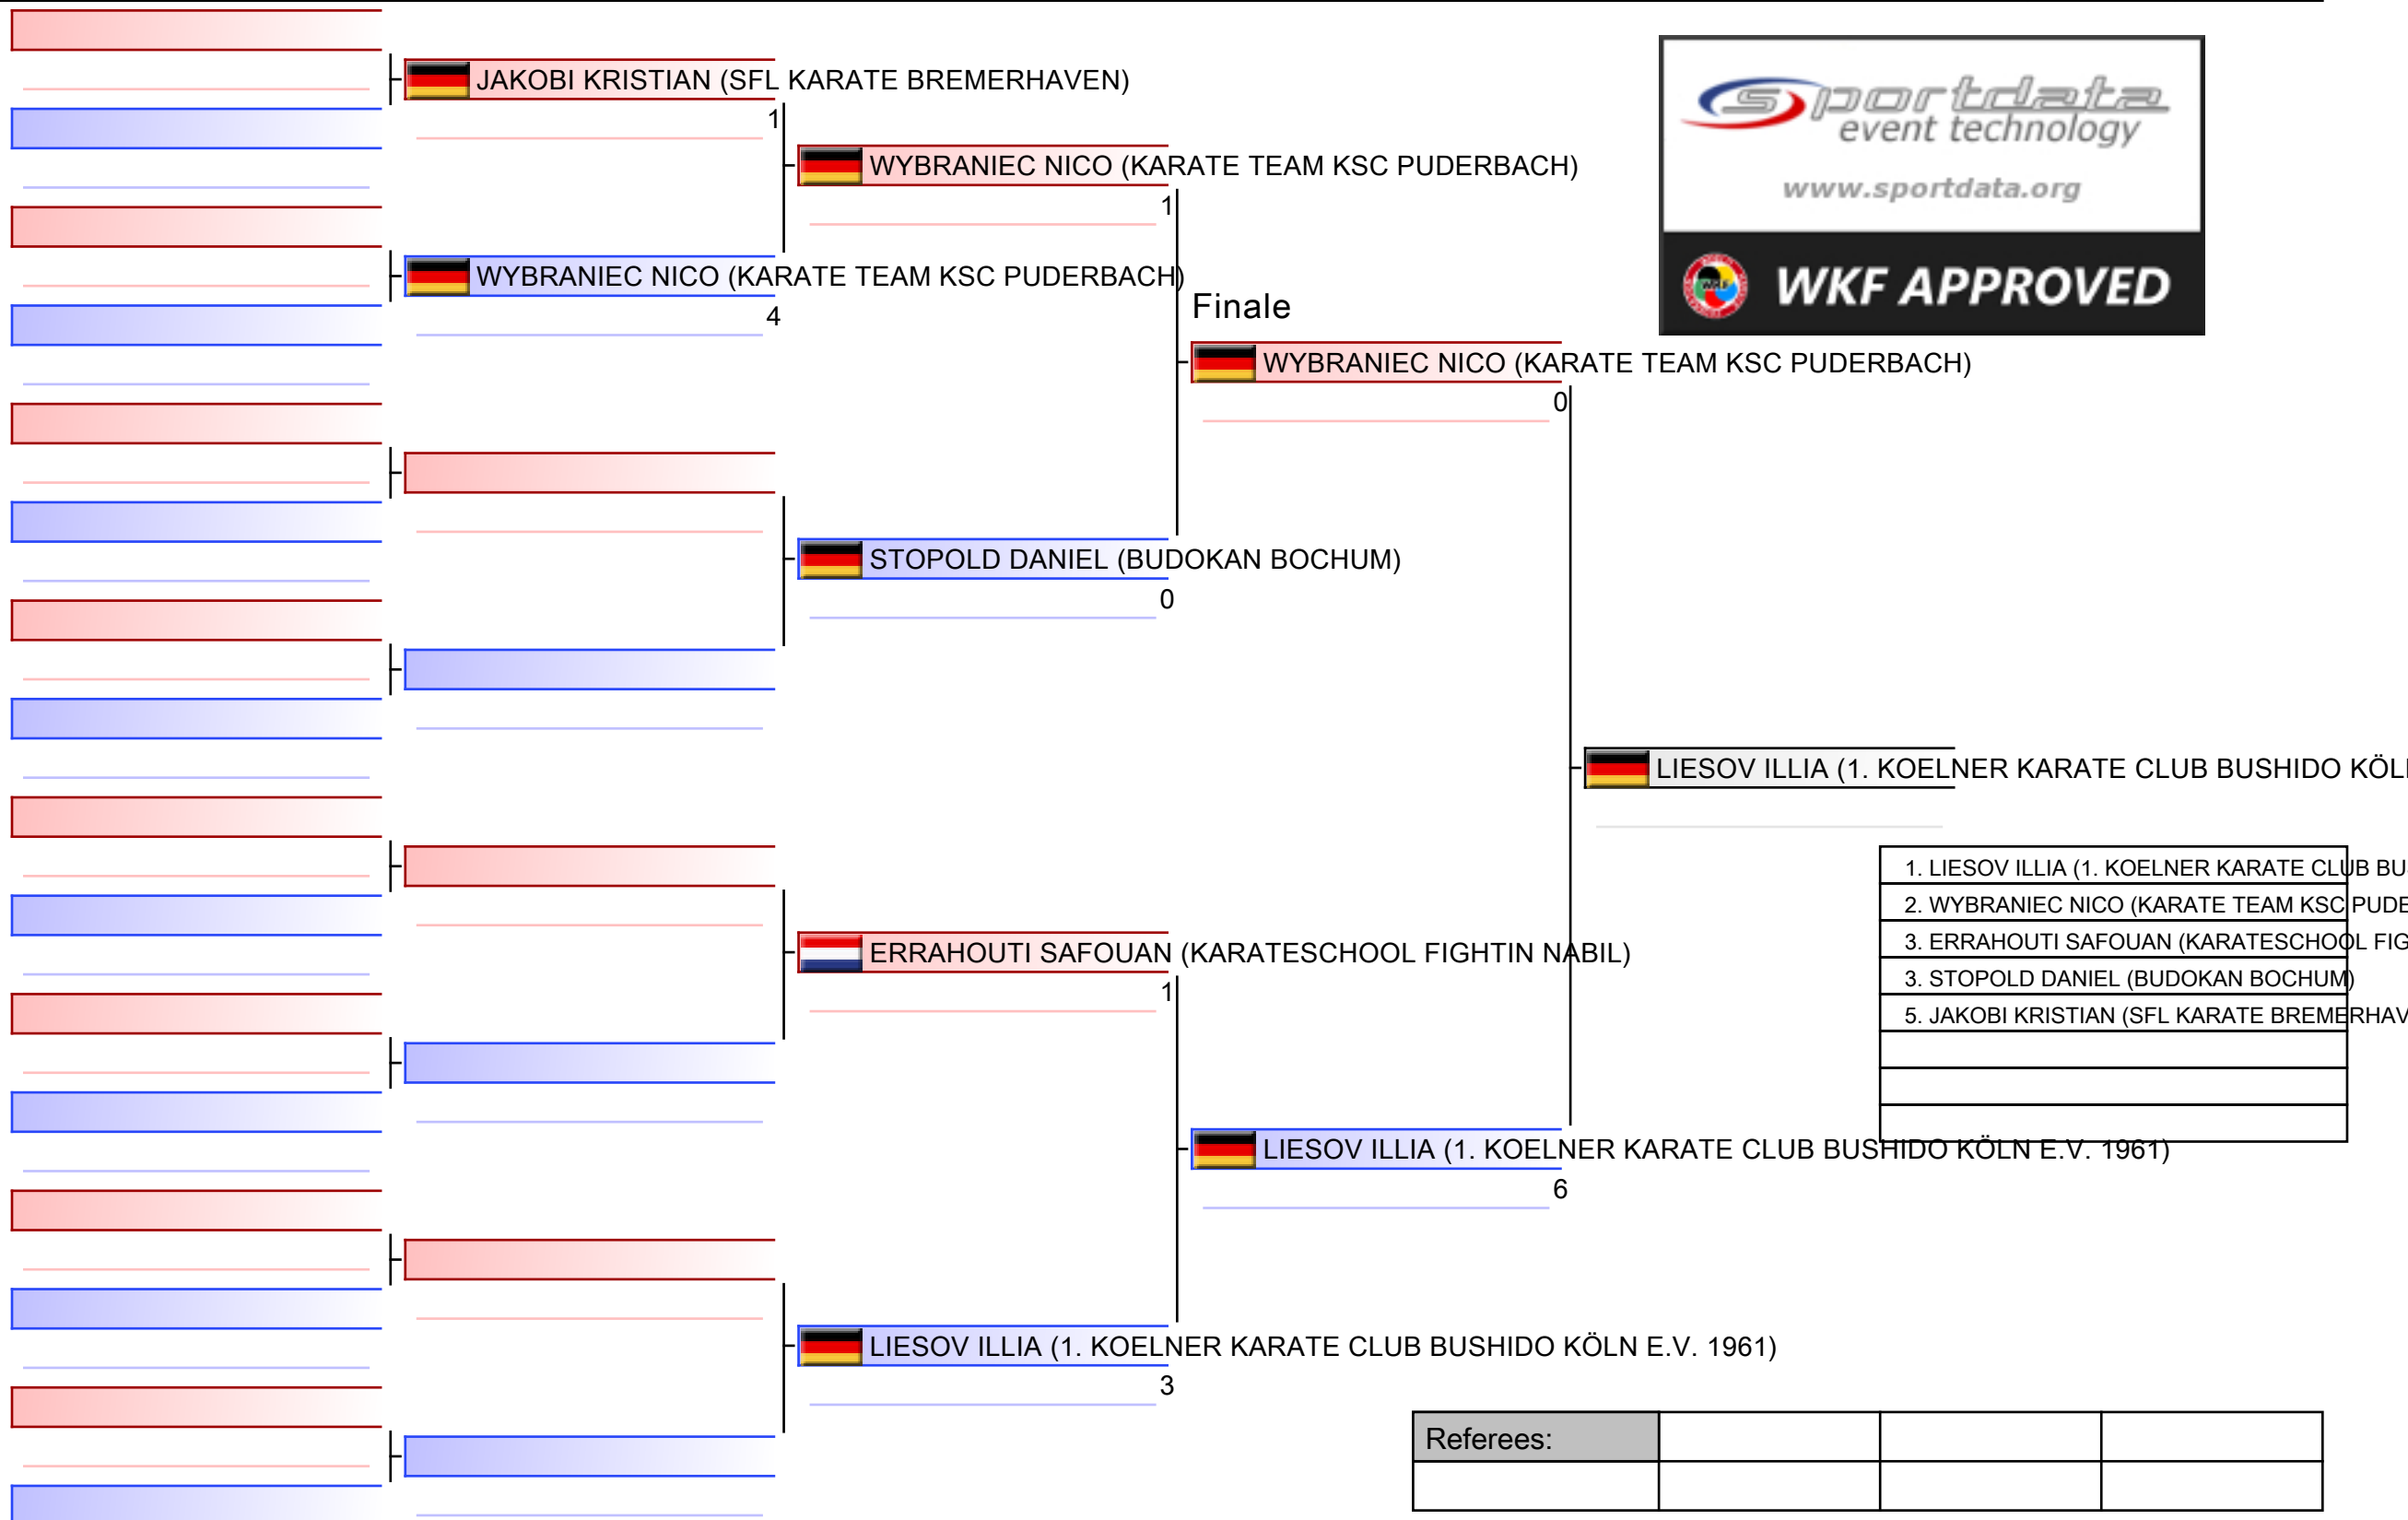 JAKOBI KRISTIAN (SFL KARATE BREMERHAVEN)
1
WYBRANIEC NICO (KARATE TEAM KSC PUDERBACH)
4
WYBRANIEC NICO (KARATE TEAM KSC PUDERBACH)
1
STOPOLD DANIEL (BUDOKAN BOCHUM)
0
ERRAHOUTI SAFOUAN (KARATESCHOOL FIGHTIN NABIL)
1
LIESOV ILLIA (1. KOELNER KARATE CLUB BUSHIDO KÖLN E.V. 1961)
3
Finale
WYBRANIEC NICO (KARATE TEAM KSC PUDERBACH)
0
LIESOV ILLIA (1. KOELNER KARATE CLUB BUSHIDO KÖLN E.V. 1961)
6
LIESOV ILLIA (1. KOELNER KARATE CLUB BUSHIDO KÖL
sportdata
event technology
www.sportdata.org
WKF
WKF APPROVED
1. LIESOV ILLIA (1. KOELNER KARATE CLUB BU
2. WYBRANIEC NICO (KARATE TEAM KSC PUDE
3. ERRAHOUTI SAFOUAN (KARATESCHOOL FIG
3. STOPOLD DANIEL (BUDOKAN BOCHUM)
5. JAKOBI KRISTIAN (SFL KARATE BREMERHAV
Referees: